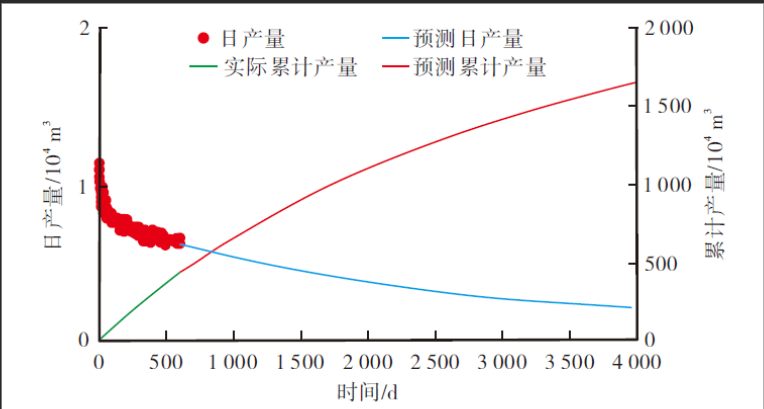 2
2 000
日产量
预测日产量
实际累计产量
预测累计产量
1 500
日产量/10⁴ m³
1
1 000
累计产量/10⁴ m³
500
0
0
0
500
1 000
1 500
2 000
2 500
3 000
3 500
4 000
时间/d